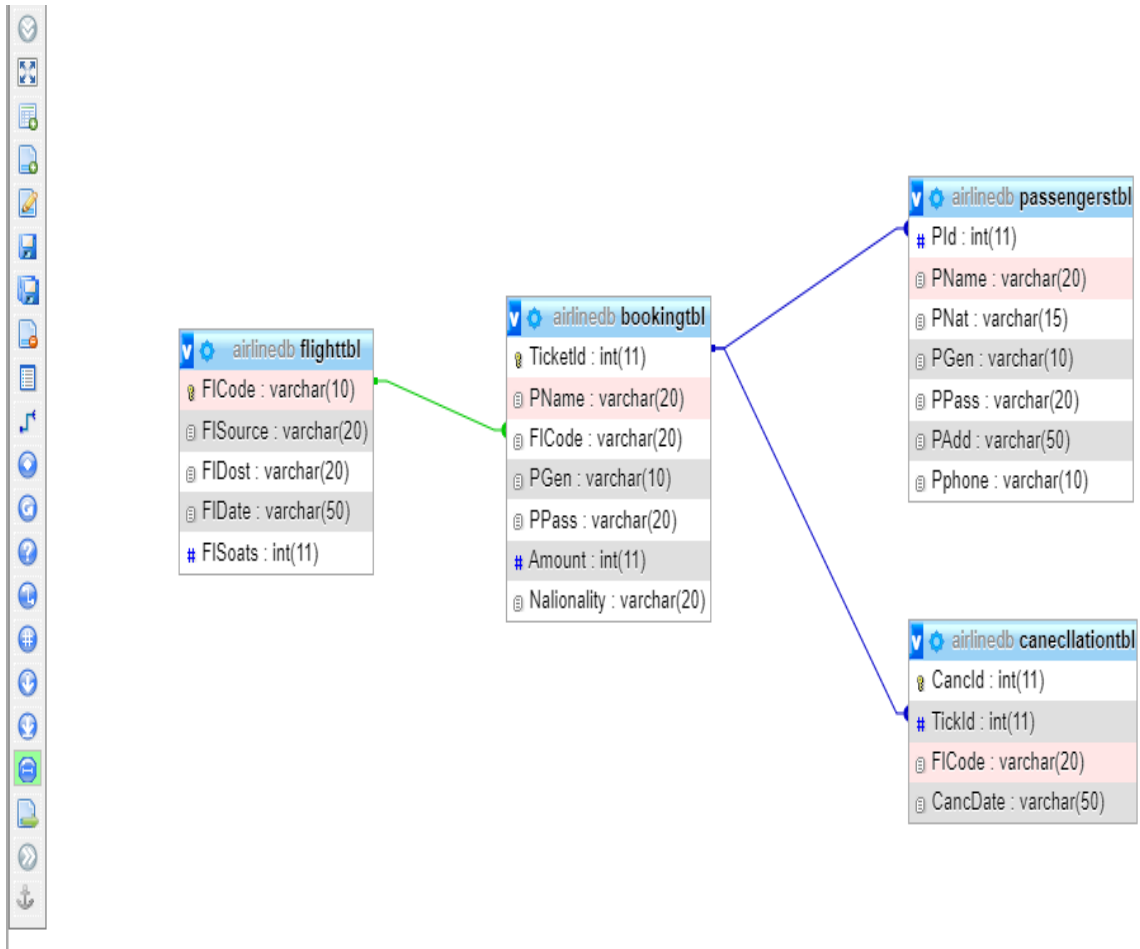 airlinedb flighttbl
FlCode : varchar(10)
FlSource : varchar(20)
FlDost : varchar(20)
FlDate : varchar(50)
# FlSoats : int(11)
airlinedb bookingtbl
TicketId : int(11)
PName : varchar(20)
FlCode : varchar(20)
PGen : varchar(10)
PPass : varchar(20)
# Amount : int(11)
Nalionality : varchar(20)
airlinedb passengerstbl
# PId : int(11)
PName : varchar(20)
PNat : varchar(15)
PGen : varchar(10)
PPass : varchar(20)
PAdd : varchar(50)
Pphone : varchar(10)
airlinedb canecllationtbl
CancId : int(11)
# TickId : int(11)
FlCode : varchar(20)
CancDate : varchar(50)